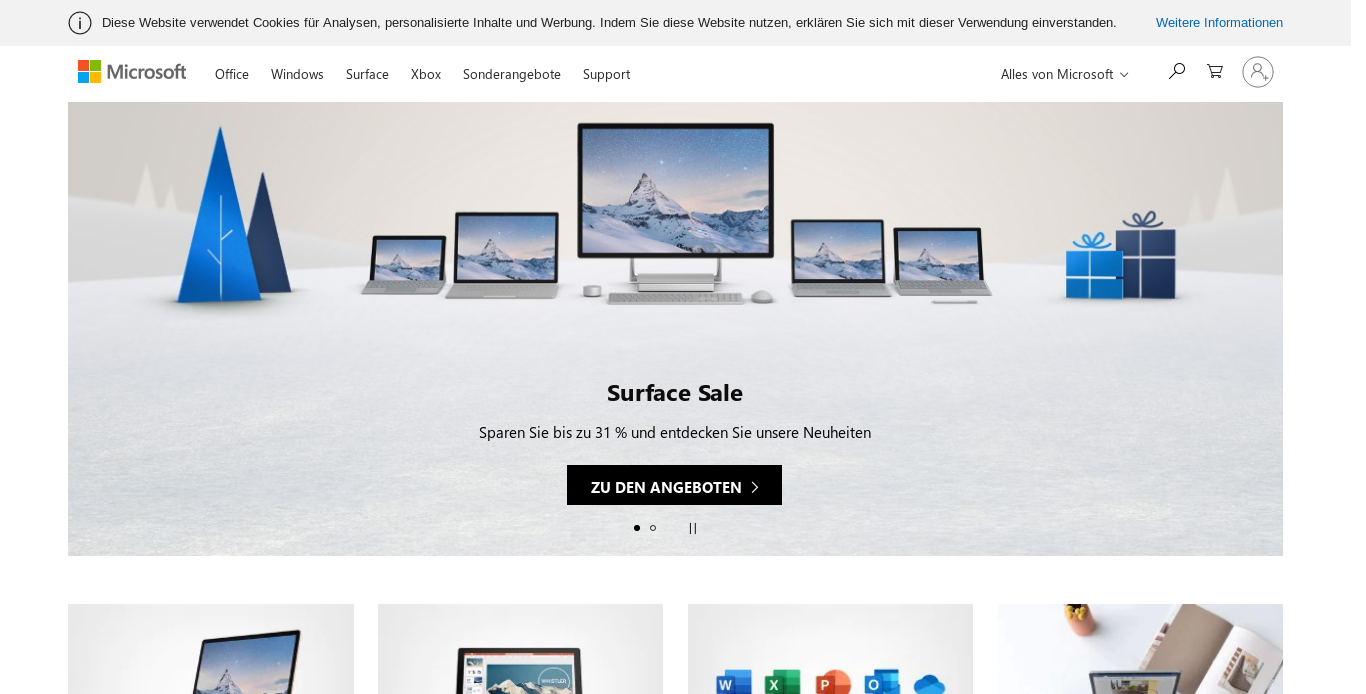 Diese Website verwendet Cookies für Analysen, personalisierte Inhalte und Werbung. Indem Sie diese Website nutzen, erklären Sie sich mit dieser Verwendung einverstanden. Weitere Informationen
Microsoft Office Windows Surface Xbox Sonderangebote Support Alles von Microsoft
Surface Sale
Sparen Sie bis zu 31 % und entdecken Sie unsere Neuheiten
ZU DEN ANGEBOTEN
WHISTLER
W X P O